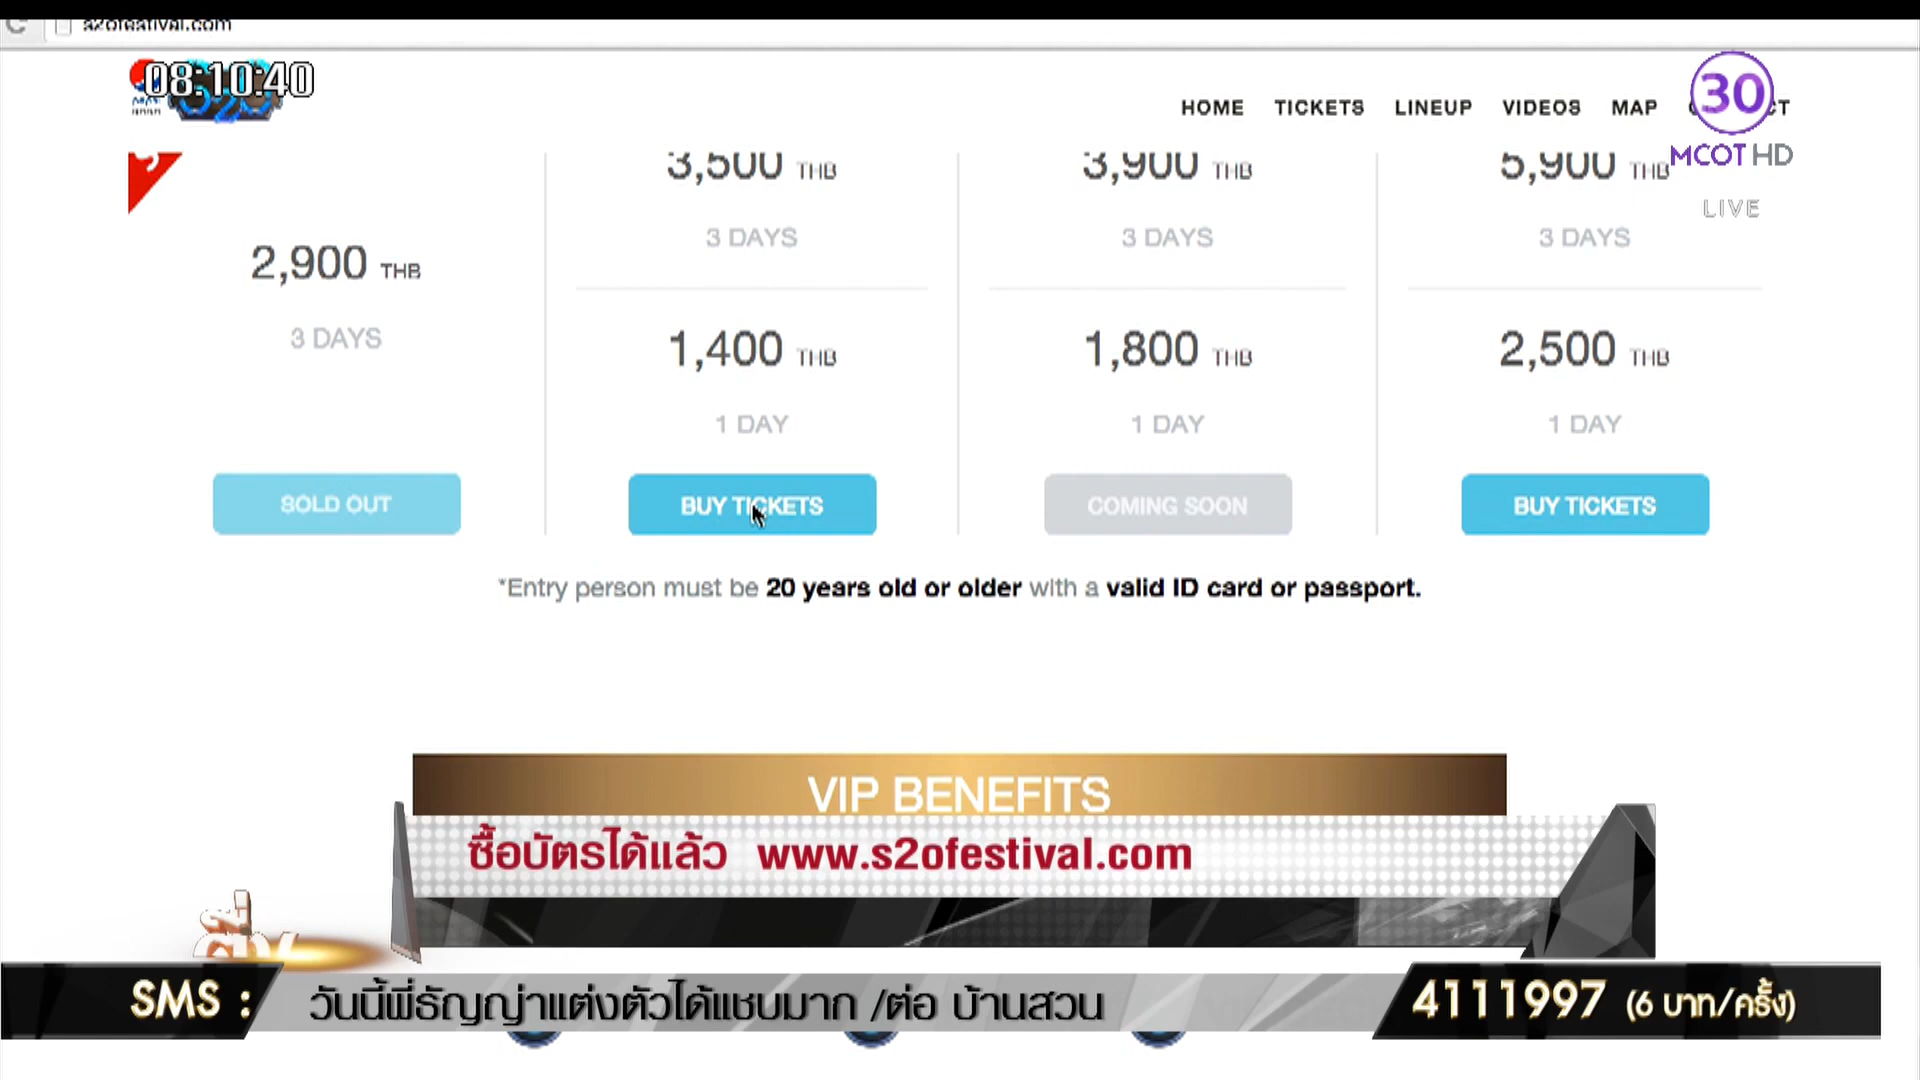 s2ofestival.com
08:10:40
HOME TICKETS LINEUP VIDEOS MAP
30
MCOT HD
LIVE
3,500 THB
3,900 THB
5,900 THB
3 DAYS
3 DAYS
3 DAYS
2,900 THB
3 DAYS
1,400 THB
1,800 THB
2,500 THB
1 DAY
1 DAY
1 DAY
SOLD OUT
BUY TICKETS
COMING SOON
BUY TICKETS
*Entry person must be 20 years old or older with a valid ID card or passport.
VIP BENEFITS
ซื้อบัตรได้แล้ว www.s2ofestival.com
SMS : วันนี้พี่ธัญญ่าแต่งตัวได้แซบมาก /ต่อ บ้านสวน 4111997 (6 บาท/ครั้ง)